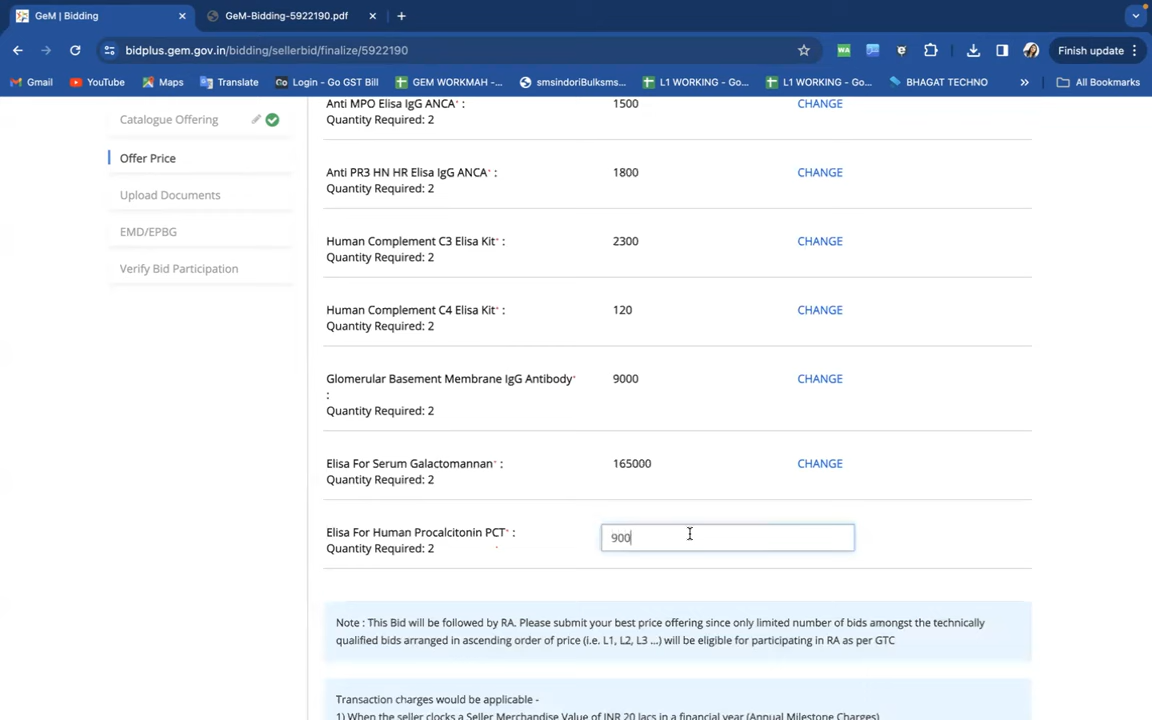 GeM | Bidding
GeM-Bidding-5922190.pdf
bidplus.gem.gov.in/bidding/sellerbid/finalize/5922190
WA
Finish update
Gmail
YouTube
Maps
Translate
Co Login - Go GST Bill
GEM WORKMAH -...
smsindoriBulksms...
L1 WORKING - Go...
L1 WORKING - Go...
BHAGAT TECHNO
»
All Bookmarks
Catalogue Offering
Offer Price
Upload Documents
EMD/EPBG
Verify Bid Participation
Anti MPO Elisa IgG ANCA* : 1500 CHANGE
Quantity Required: 2
Anti PR3 HN HR Elisa IgG ANCA* : 1800 CHANGE
Quantity Required: 2
Human Complement C3 Elisa Kit* : 2300 CHANGE
Quantity Required: 2
Human Complement C4 Elisa Kit* : 120 CHANGE
Quantity Required: 2
Glomerular Basement Membrane IgG Antibody* 9000 CHANGE
:
Quantity Required: 2
Elisa For Serum Galactomannan* : 165000 CHANGE
Quantity Required: 2
Elisa For Human Procalcitonin PCT* : 900
Quantity Required: 2
Note : This Bid will be followed by RA. Please submit your best price offering since only limited number of bids amongst the technically
qualified bids arranged in ascending order of price (i.e. L1, L2, L3 ...) will be eligible for participating in RA as per GTC
Transaction charges would be applicable -
1) When the seller clocks a Seller Merchandise Value of INR 20 lacs in a financial year (Annual Milestone Charges)